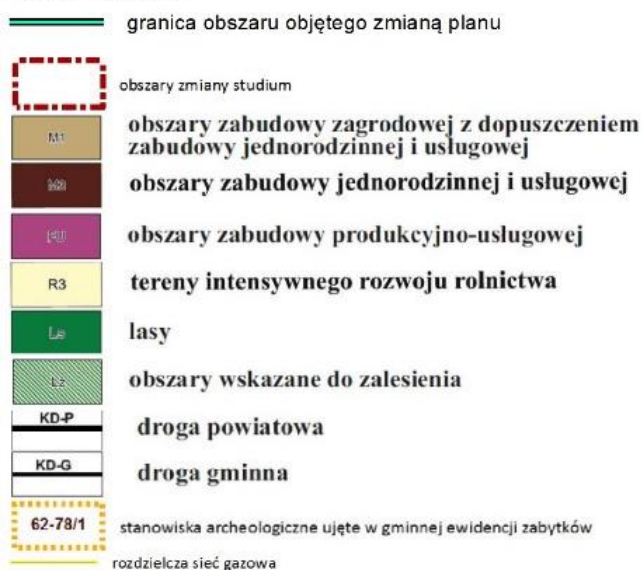 granica obszaru objętego zmianą planu
obszary zmiany studium
M1
obszary zabudowy zagrodowej z dopuszczeniem
zabudowy jednorodzinnej i usługowej
obszary zabudowy jednorodzinnej i usługowej
PU
obszary zabudowy produkcyjno-usługowej
R3
tereny intensywnego rozwoju rolnictwa
Ls
lasy
Lz
obszary wskazane do zalesienia
KD-P
droga powiatowa
KD-G
droga gminna
62-78/1
stanowiska archeologiczne ujęte w gminnej ewidencji zabytków
rozdzielcza sieć gazowa